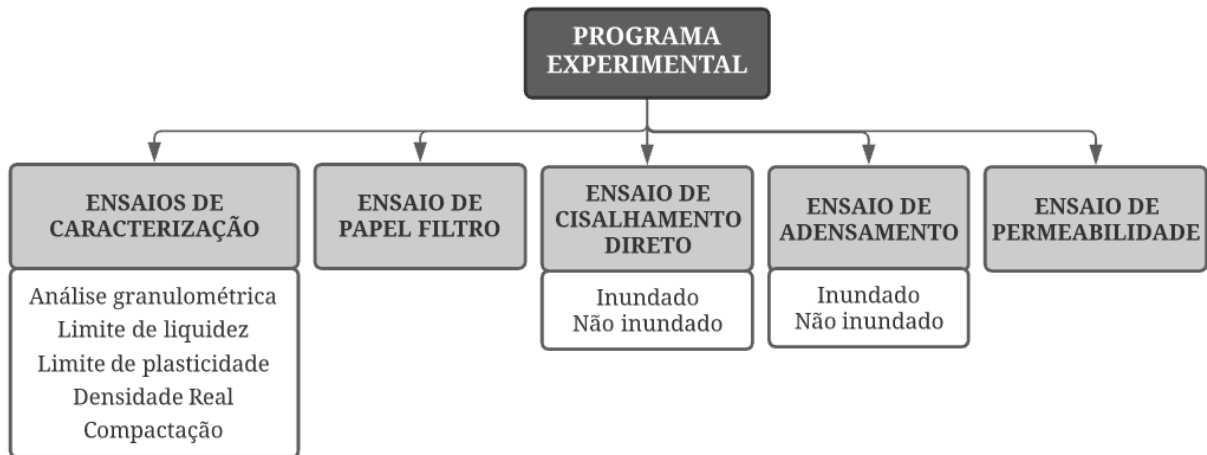 PROGRAMA
EXPERIMENTAL
ENSAIOS DE
CARACTERIZAÇÃO
Análise granulométrica
Limite de liquidez
Limite de plasticidade
Densidade Real
Compactação
ENSAIO DE
PAPEL FILTRO
ENSAIO DE
CISALHAMENTO
DIRETO
Inundado
Não inundado
ENSAIO DE
ADENSAMENTO
Inundado
Não inundado
ENSAIO DE
PERMEABILIDADE